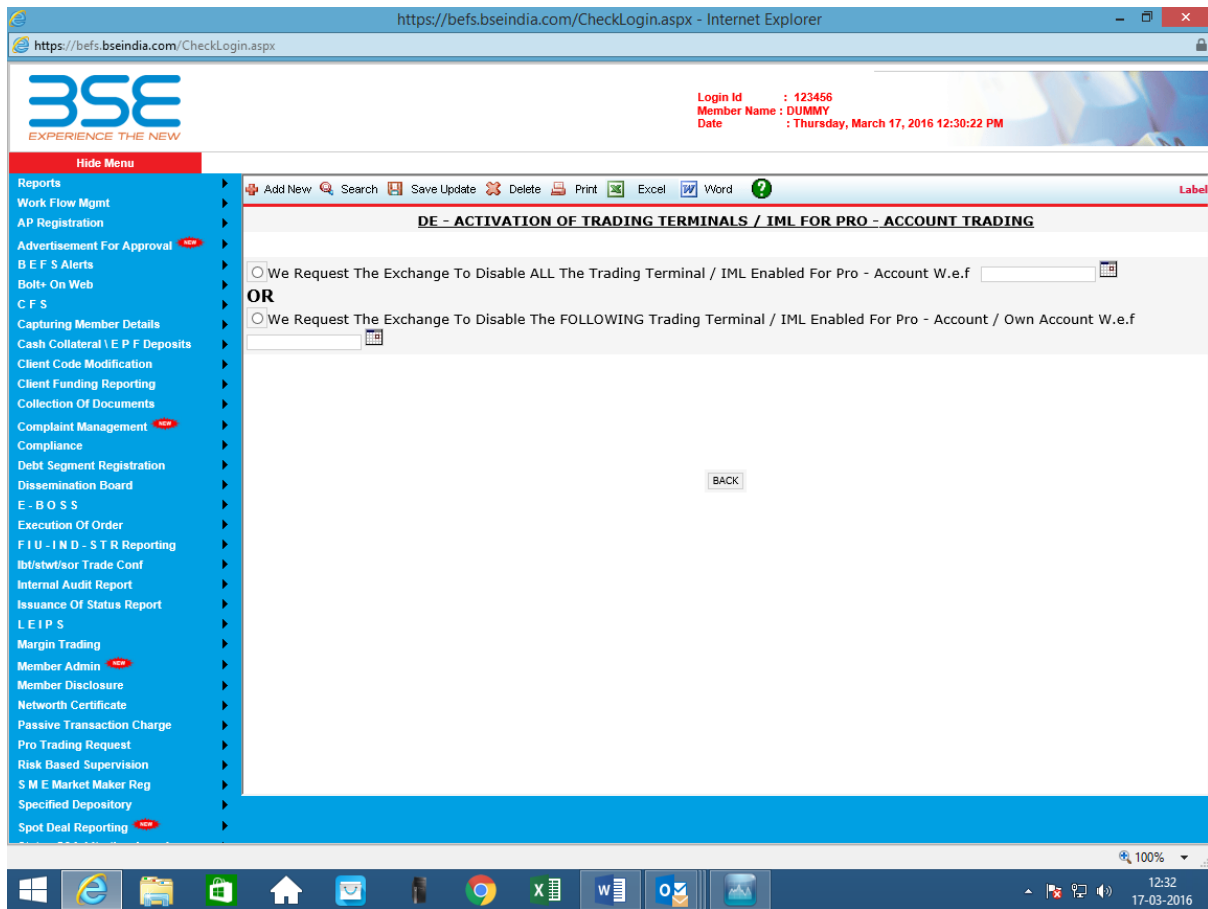 https://befs.bseindia.com/CheckLogin.aspx - Internet Explorer
https://befs.bseindia.com/CheckLogin.aspx
BSE
EXPERIENCE THE NEW
Login Id : 123456
Member Name : DUMMY
Date : Thursday, March 17, 2016 12:30:22 PM
Hide Menu
Reports
Work Flow Mgmt
AP Registration
Advertisement For Approval NEW
B E F S Alerts
Bolt+ On Web
C F S
Capturing Member Details
Cash Collateral \ E P F Deposits
Client Code Modification
Client Funding Reporting
Collection Of Documents
Complaint Management NEW
Compliance
Debt Segment Registration
Dissemination Board
E - B O S S
Execution Of Order
F I U - I N D - S T R Reporting
Ibt/stwt/sor Trade Conf
Internal Audit Report
Issuance Of Status Report
L E I P S
Margin Trading
Member Admin NEW
Member Disclosure
Networth Certificate
Passive Transaction Charge
Pro Trading Request
Risk Based Supervision
S M E Market Maker Reg
Specified Depository
Spot Deal Reporting NEW
Add New Search Save Update Delete Print Excel Word ? Label
DE - ACTIVATION OF TRADING TERMINALS / IML FOR PRO - ACCOUNT TRADING
We Request The Exchange To Disable ALL The Trading Terminal / IML Enabled For Pro - Account W.e.f
OR
We Request The Exchange To Disable The FOLLOWING Trading Terminal / IML Enabled For Pro - Account / Own Account W.e.f
BACK
100%
12:32
17-03-2016